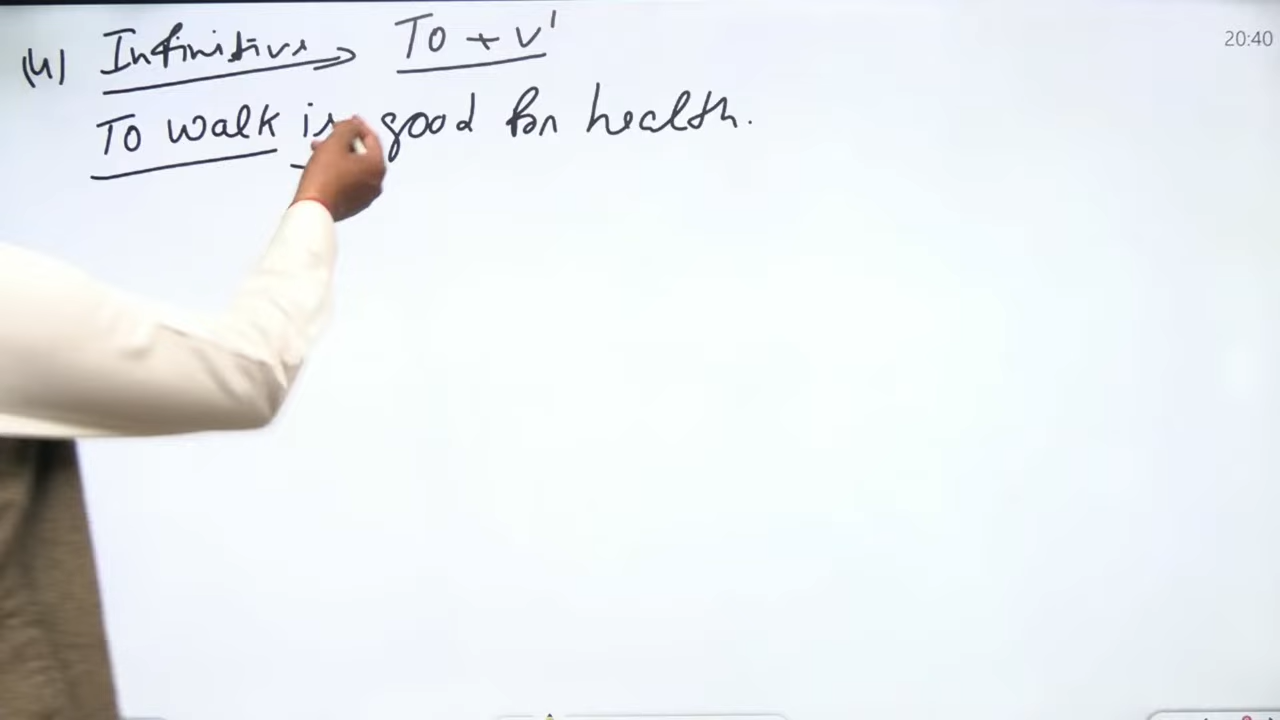 (4) Infinitive → To + V¹
20:40
To walk is good for health.